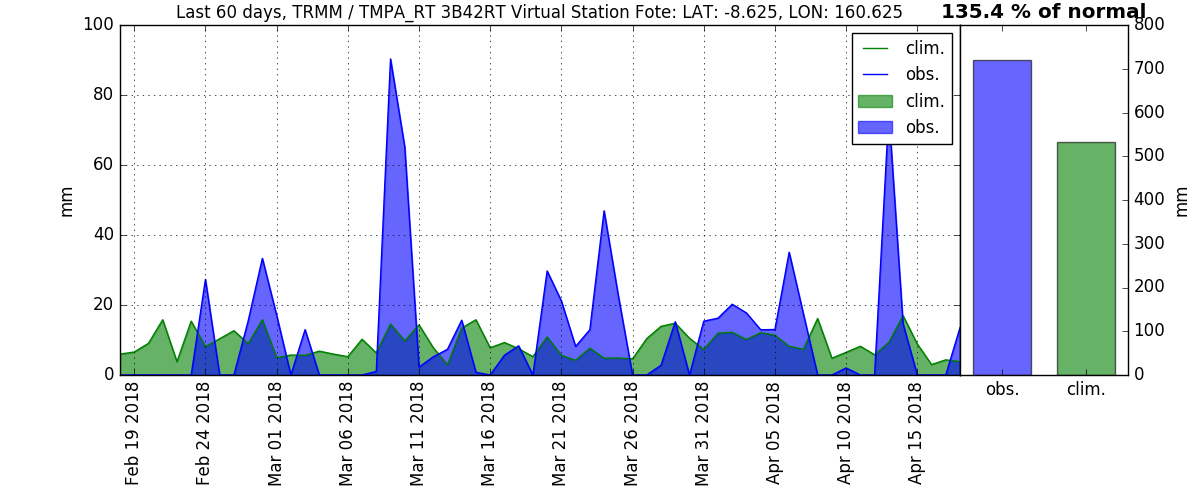 Last 60 days, TRMM / TMPA_RT 3B42RT Virtual Station Fote: LAT: -8.625, LON: 160.625
135.4 % of normal
100
80
60
40
20
0
mm
clim.
obs.
clim.
obs.
800
700
600
500
400
300
200
100
0
mm
Feb 19 2018
Feb 24 2018
Mar 01 2018
Mar 06 2018
Mar 11 2018
Mar 16 2018
Mar 21 2018
Mar 26 2018
Mar 31 2018
Apr 05 2018
Apr 10 2018
Apr 15 2018
obs.
clim.